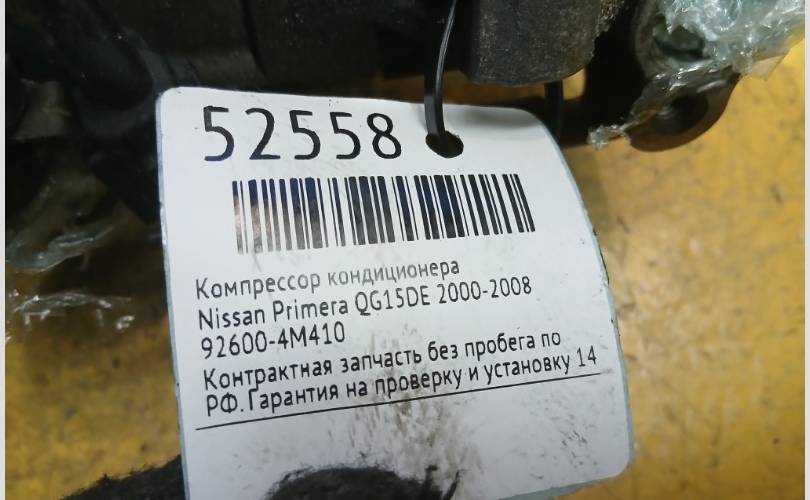 52558
Компрессор кондиционера
Nissan Primera QG15DE 2000-2008
92600-4M410
Контрактная запчасть без пробега по
РФ. Гарантия на проверку и установку 14